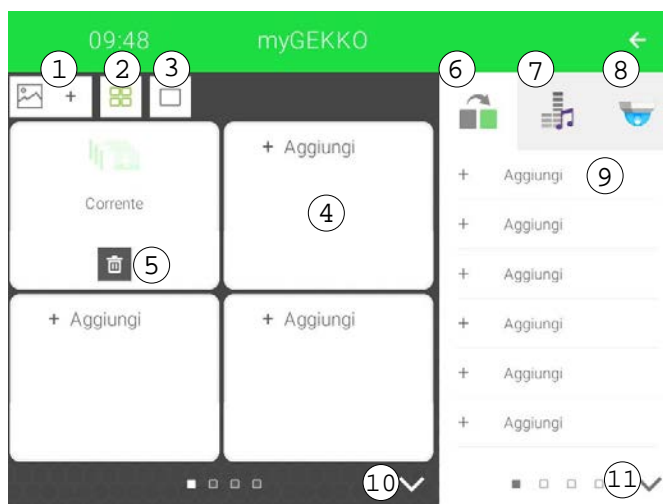 09:48 myGEKKO
1 2 3 6 7 8
+
+ Aggiungi
Corrente
4
5
+ Aggiungi + Aggiungi
+ Aggiungi 9
+ Aggiungi
+ Aggiungi
+ Aggiungi
+ Aggiungi
+ Aggiungi
10 11